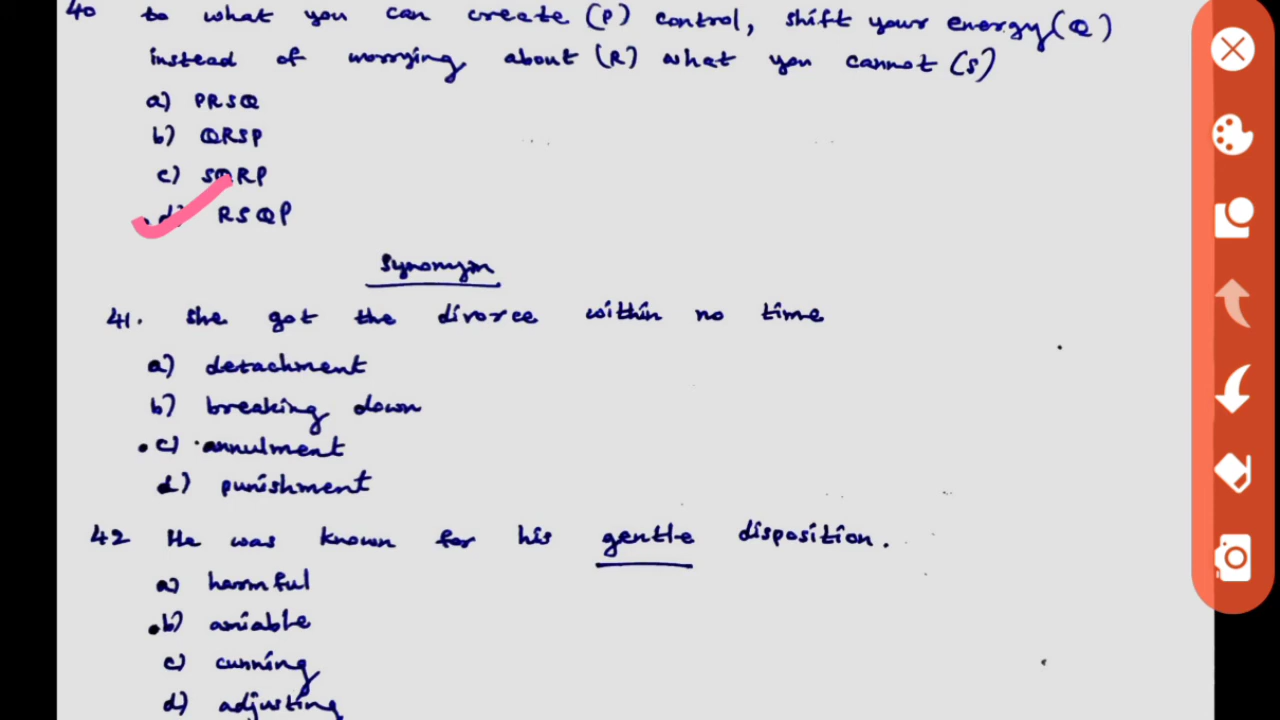 40 to what you can create (P) control, shift your energy (Q)
instead of worrying about (R) what you cannot (S)
a) PRSQ
b) QRSP
c) SQRP
d) RSQP
Synonym
41. She got the divorce within no time
a) detachment
b) breaking down
c) annulment
d) punishment
42 He was known for his gentle disposition.
a) harmful
b) amiable
c) cunning
d) adjusting